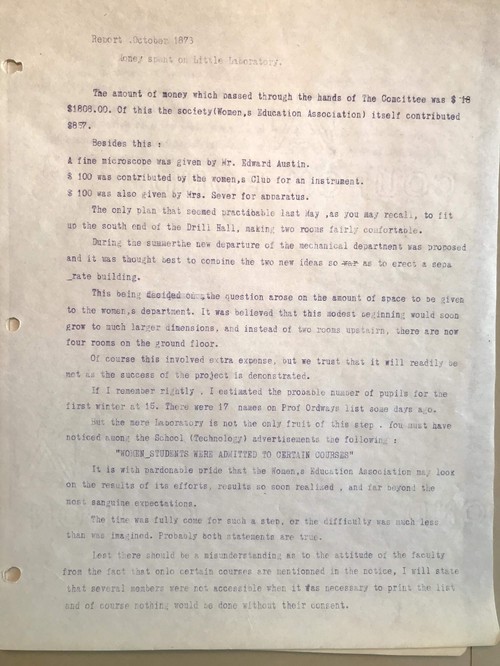 Report .October 1873
Money spent on Little Laboratory.
The amount of money which passed through the hands of The Committee was $ 18
$1808.00. Of this the society(Women,s Education Association) itself contributed
$857.
Besides this :
A fine microscope was given by Mr. Edward Austin.
$ 100 was contributed by the women,s Club for an instrument.
$ 100 was also given by Mrs. Sever for apparatus.
The only plan that seemed practibable last May ,as you may recall, to fit
up the south end of the Drill Hall, making two rooms fairly comfortable.
During the summerthe new departure of the mechanical department was proposed
and it was thought best to combine the two new ideas so war as to erect a sepa
_rate building.
This being decided on,the question arose on the amount of space to be given
to the women,s department. It was believed that this modest beginning would soon
grow to much larger dimensions, and instead of two rooms upstairn, there are now
four rooms on the ground floor.
Of course this involved extra expense, but we trust that it will readily be
met as the success of the project is demonstrated.
If I remember rightly , I estimated the probable number of pupils for the
first winter at 15. There were 17 names on Prof Ordways list some days ago.
But the mere Laboratory is not the only fruit of this step . You must have
noticed among the School (Technology) advertisements the following :
"WOMEN_STUDENTS WERE ADMITTED TO CERTAIN COURSES"
It is with pardonable pride that the Women,s Education Association may look
on the results of its efforts, results so soon realised , and far beyond the
most sanguine expectations.
The time was fully come for such a step, or the difficulty was much less
than was imagined. Probably both statements are true.
Lest there should be a misunderstanding as to the attitude of the faculty
from the fact that only certain courses are mentionned in the notice, I will state
that several members were not accessible when it was necessary to print the list
and of course nothing would be done without their consent.